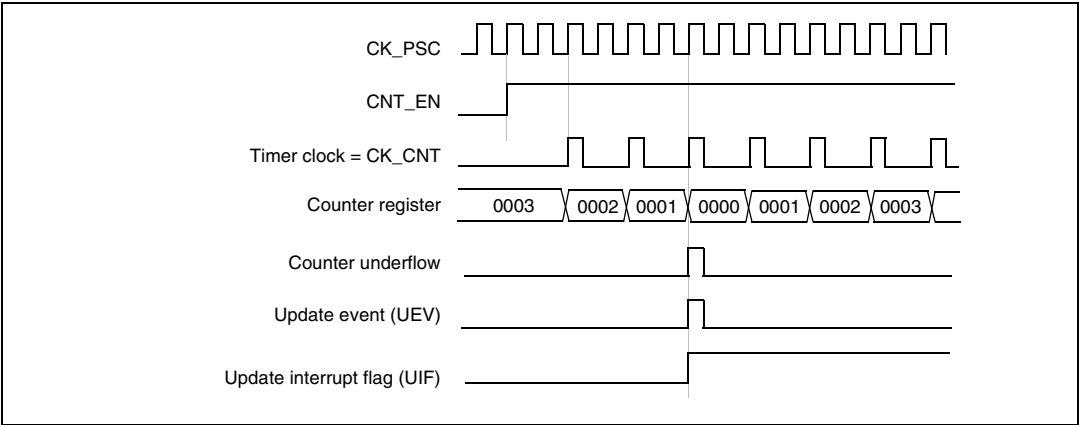 CK_PSC
CNT_EN
Timer clock = CK_CNT
Counter register 0003 0002 0001 0000 0001 0002 0003
Counter underflow
Update event (UEV)
Update interrupt flag (UIF)